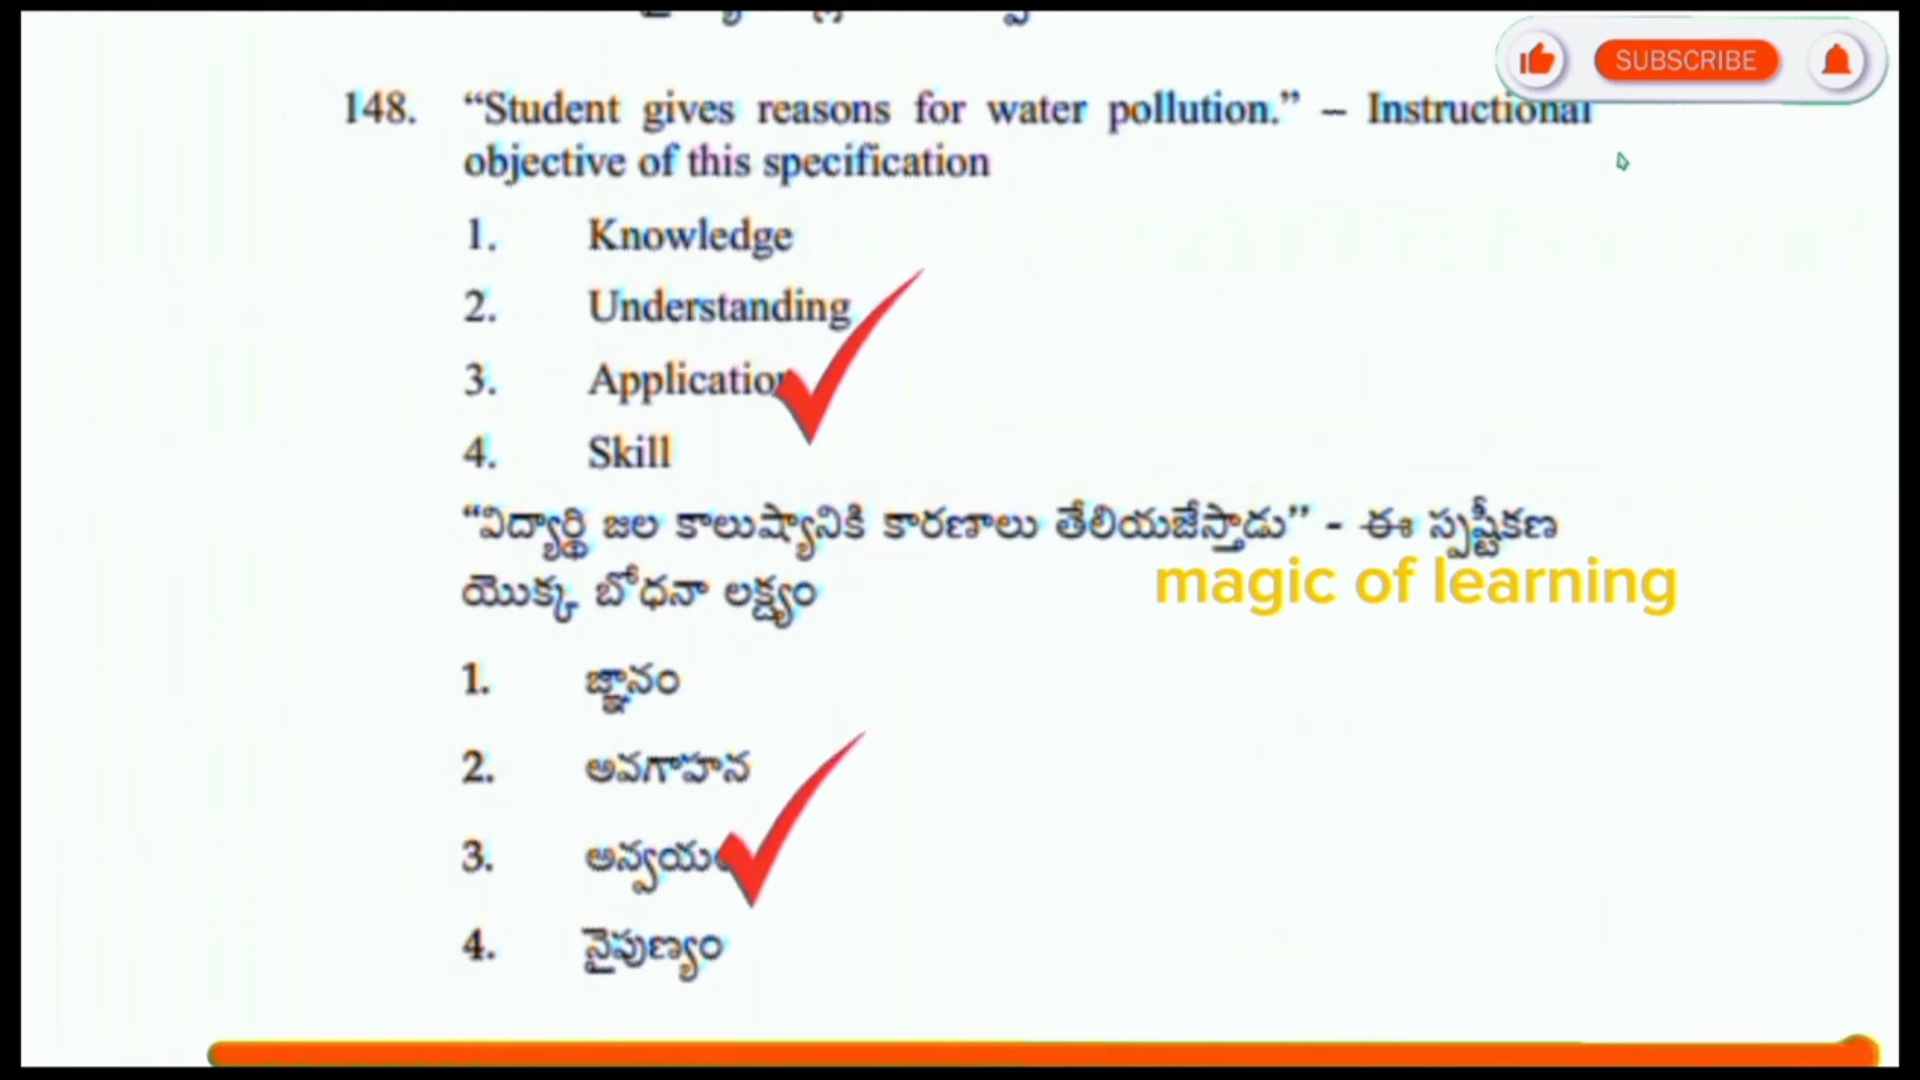 SUBSCRIBE
148. “Student gives reasons for water pollution.” – Instructional
objective of this specification
1. Knowledge
2. Understanding
3. Application
4. Skill
“విద్యార్థి జల కాలుష్యానికి కారణాలు తేలియజేస్తాడు” - ఈ స్పష్టీకణ
యొక్క బోధనా లక్ష్యం
magic of learning
1. జ్ఞానం
2. అవగాహన
3. అన్వయం
4. నైపుణ్యం